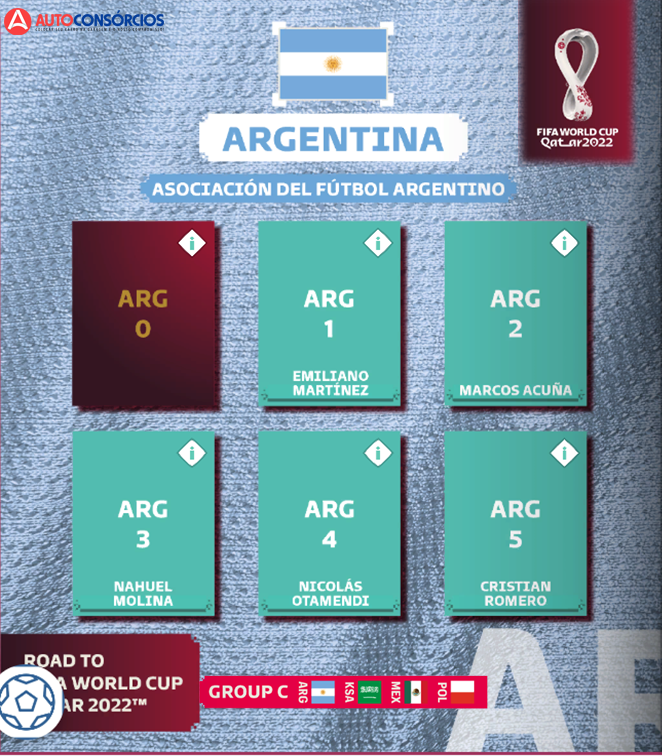 AUTOCONSÓRCIOS
FIFA WORLD CUP
Qatar2022
ARGENTINA
ASOCIACIÓN DEL FÚTBOL ARGENTINO
ARG
0
ARG
1
EMILIANO
MARTÍNEZ
ARG
2
MARCOS ACUÑA
ARG
3
NAHUEL
MOLINA
ARG
4
NICOLÁS
OTAMENDI
ARG
5
CRISTIAN
ROMERO
ROAD TO
A WORLD CUP
AR 2022™
GROUP C ARG KSA MEX POL
AR